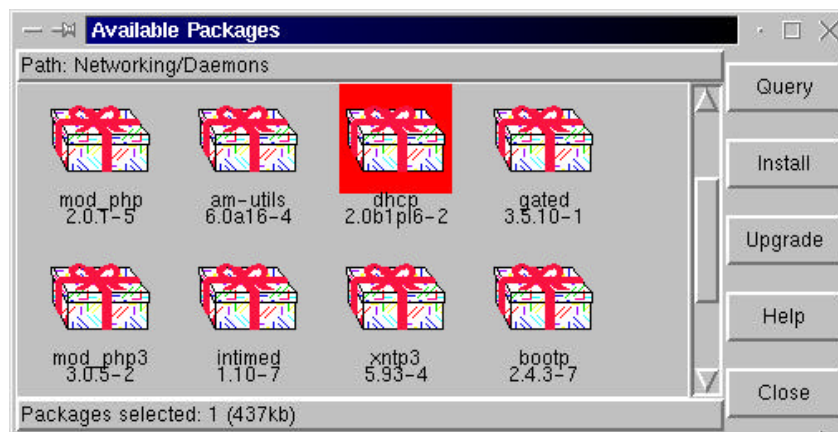 Available Packages
Path: Networking/Daemons
mod_php
2.0.1-5
am-utils
6.0a16-4
dhcp
2.0b1pl6-2
gated
3.5.10-1
mod_php3
3.0.5-2
intimed
1.10-7
xntp3
5.93-4
bootp
2.4.3-7
Packages selected: 1 (437kb)
Query
Install
Upgrade
Help
Close